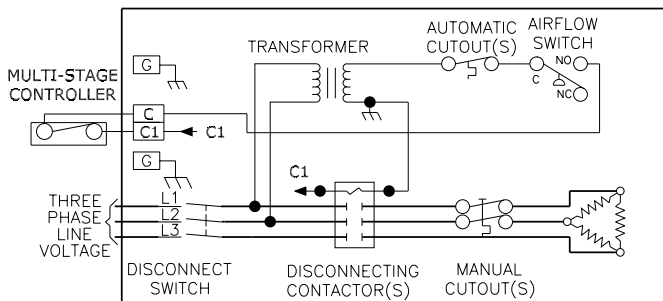 AUTOMATIC
CUTOUT(S)
AIRFLOW
SWITCH
TRANSFORMER
NO
C
NC
G
MULTI-STAGE
CONTROLLER
C
C1
C1
G
C1
THREE
PHASE
LINE
VOLTAGE
L1
L2
L3
DISCONNECT
SWITCH
DISCONNECTING
CONTACTOR(S)
MANUAL
CUTOUT(S)